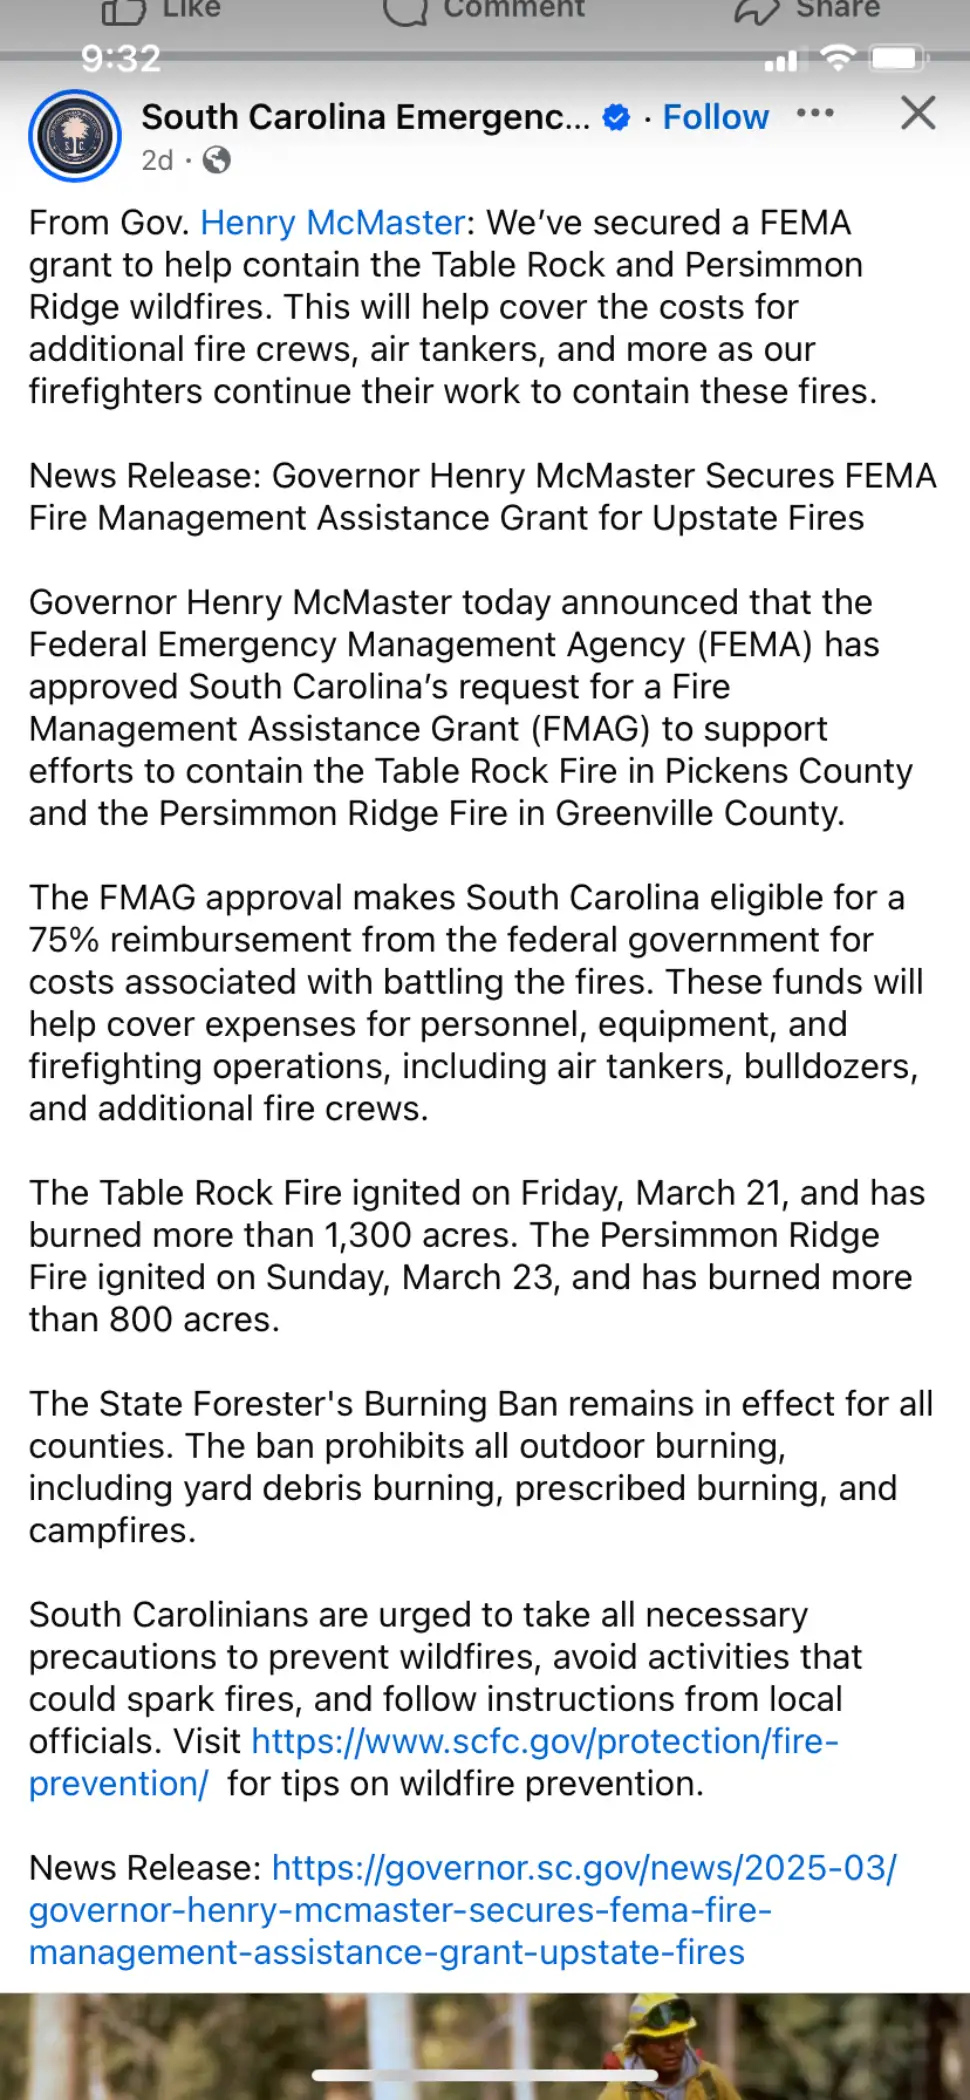 Like Comment Share
9:32
South Carolina Emergenc... · Follow ...
2d ·
From Gov. Henry McMaster: We’ve secured a FEMA
grant to help contain the Table Rock and Persimmon
Ridge wildfires. This will help cover the costs for
additional fire crews, air tankers, and more as our
firefighters continue their work to contain these fires.
News Release: Governor Henry McMaster Secures FEMA
Fire Management Assistance Grant for Upstate Fires
Governor Henry McMaster today announced that the
Federal Emergency Management Agency (FEMA) has
approved South Carolina’s request for a Fire
Management Assistance Grant (FMAG) to support
efforts to contain the Table Rock Fire in Pickens County
and the Persimmon Ridge Fire in Greenville County.
The FMAG approval makes South Carolina eligible for a
75% reimbursement from the federal government for
costs associated with battling the fires. These funds will
help cover expenses for personnel, equipment, and
firefighting operations, including air tankers, bulldozers,
and additional fire crews.
The Table Rock Fire ignited on Friday, March 21, and has
burned more than 1,300 acres. The Persimmon Ridge
Fire ignited on Sunday, March 23, and has burned more
than 800 acres.
The State Forester's Burning Ban remains in effect for all
counties. The ban prohibits all outdoor burning,
including yard debris burning, prescribed burning, and
campfires.
South Carolinians are urged to take all necessary
precautions to prevent wildfires, avoid activities that
could spark fires, and follow instructions from local
officials. Visit https://www.scfc.gov/protection/fire-
prevention/ for tips on wildfire prevention.
News Release: https://governor.sc.gov/news/2025-03/
governor-henry-mcmaster-secures-fema-fire-
management-assistance-grant-upstate-fires